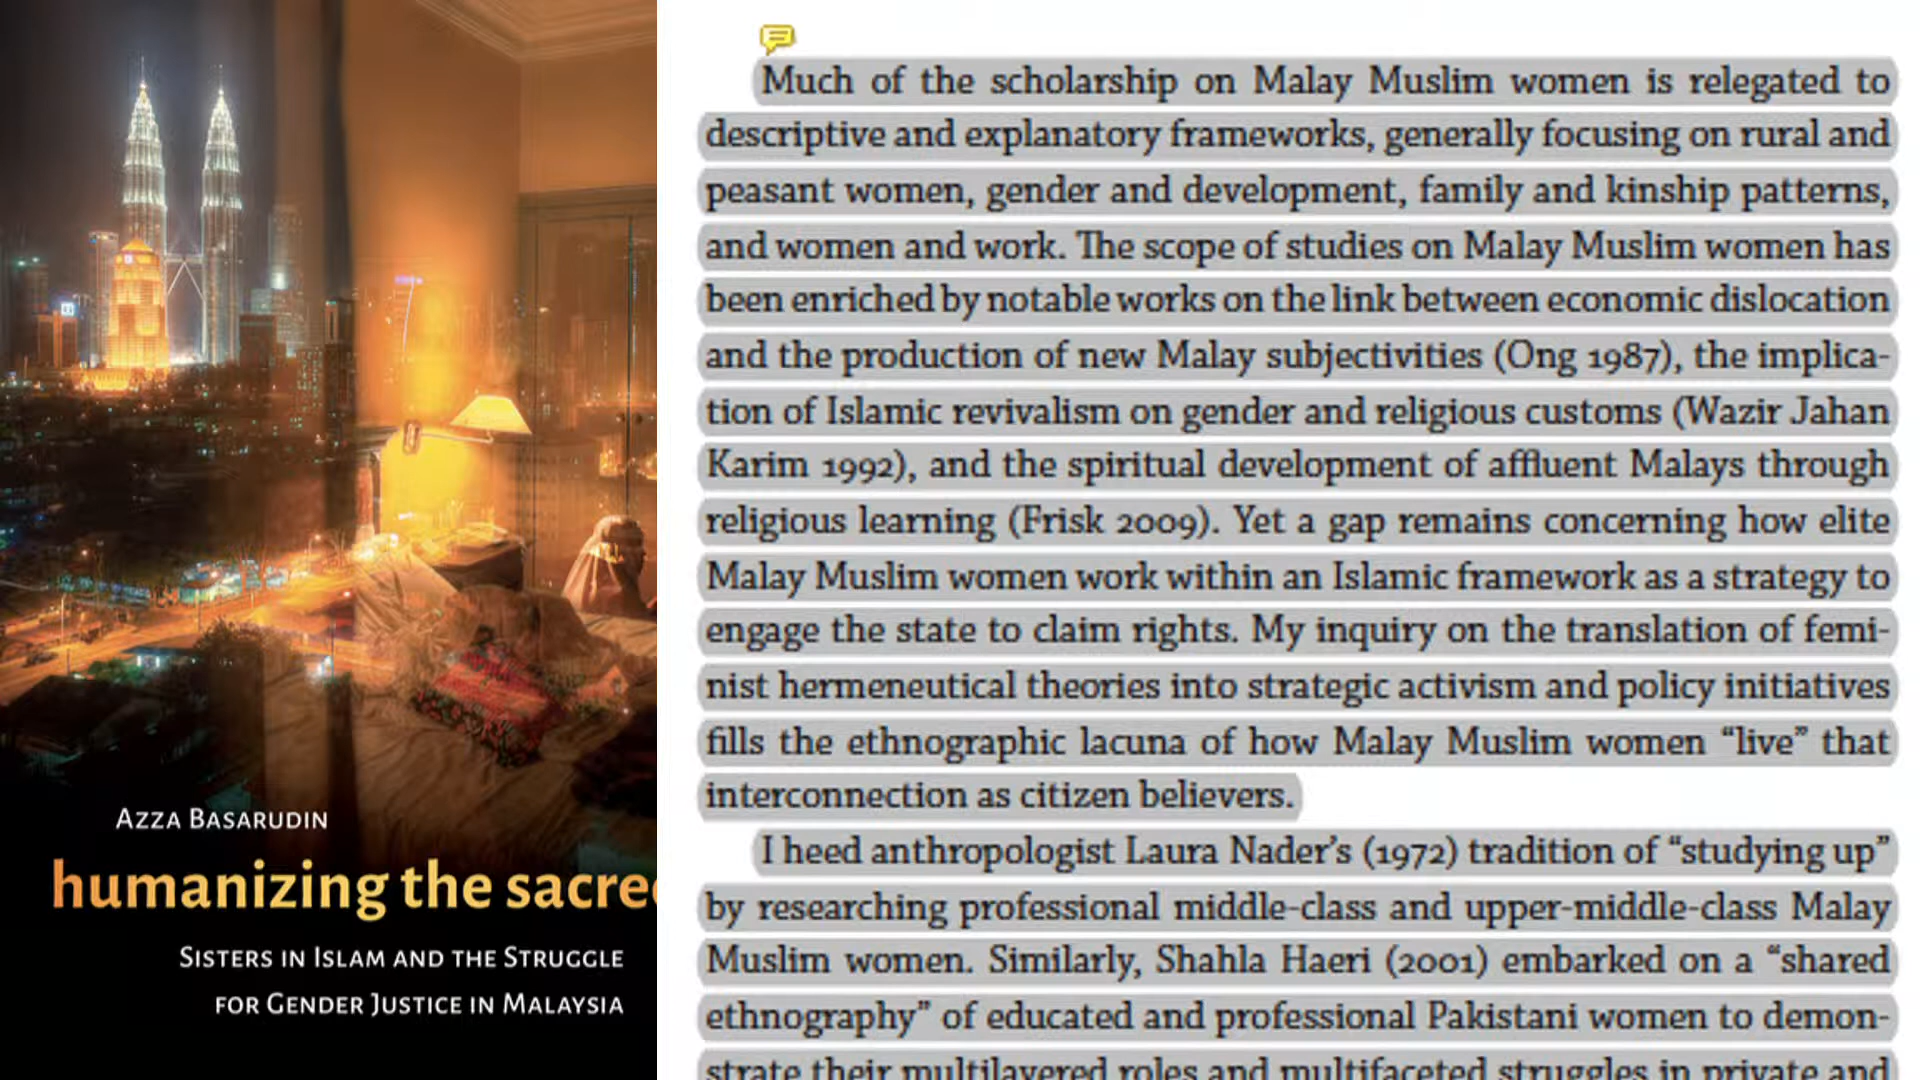 AZZA BASARUDIN
humanizing the sacre
SISTERS IN ISLAM AND THE STRUGGLE
FOR GENDER JUSTICE IN MALAYSIA
Much of the scholarship on Malay Muslim women is relegated to
descriptive and explanatory frameworks, generally focusing on rural and
peasant women, gender and development, family and kinship patterns,
and women and work. The scope of studies on Malay Muslim women has
been enriched by notable works on the link between economic dislocation
and the production of new Malay subjectivities (Ong 1987), the implica-
tion of Islamic revivalism on gender and religious customs (Wazir Jahan
Karim 1992), and the spiritual development of affluent Malays through
religious learning (Frisk 2009). Yet a gap remains concerning how elite
Malay Muslim women work within an Islamic framework as a strategy to
engage the state to claim rights. My inquiry on the translation of femi-
nist hermeneutical theories into strategic activism and policy initiatives
fills the ethnographic lacuna of how Malay Muslim women “live” that
interconnection as citizen believers.
I heed anthropologist Laura Nader’s (1972) tradition of “studying up”
by researching professional middle-class and upper-middle-class Malay
Muslim women. Similarly, Shahla Haeri (2001) embarked on a “shared
ethnography” of educated and professional Pakistani women to demon-
strate their multilayered roles and multifaceted struggles in private and